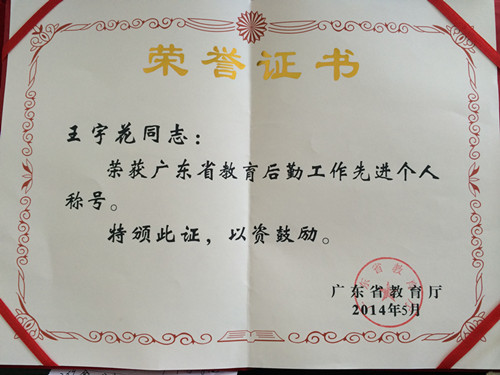 荣誉证书
王宇花同志：
荣获广东省教育后勤工作先进个人
称号。
特颁此证，以资鼓励。
广东省教育厅
2014年5月